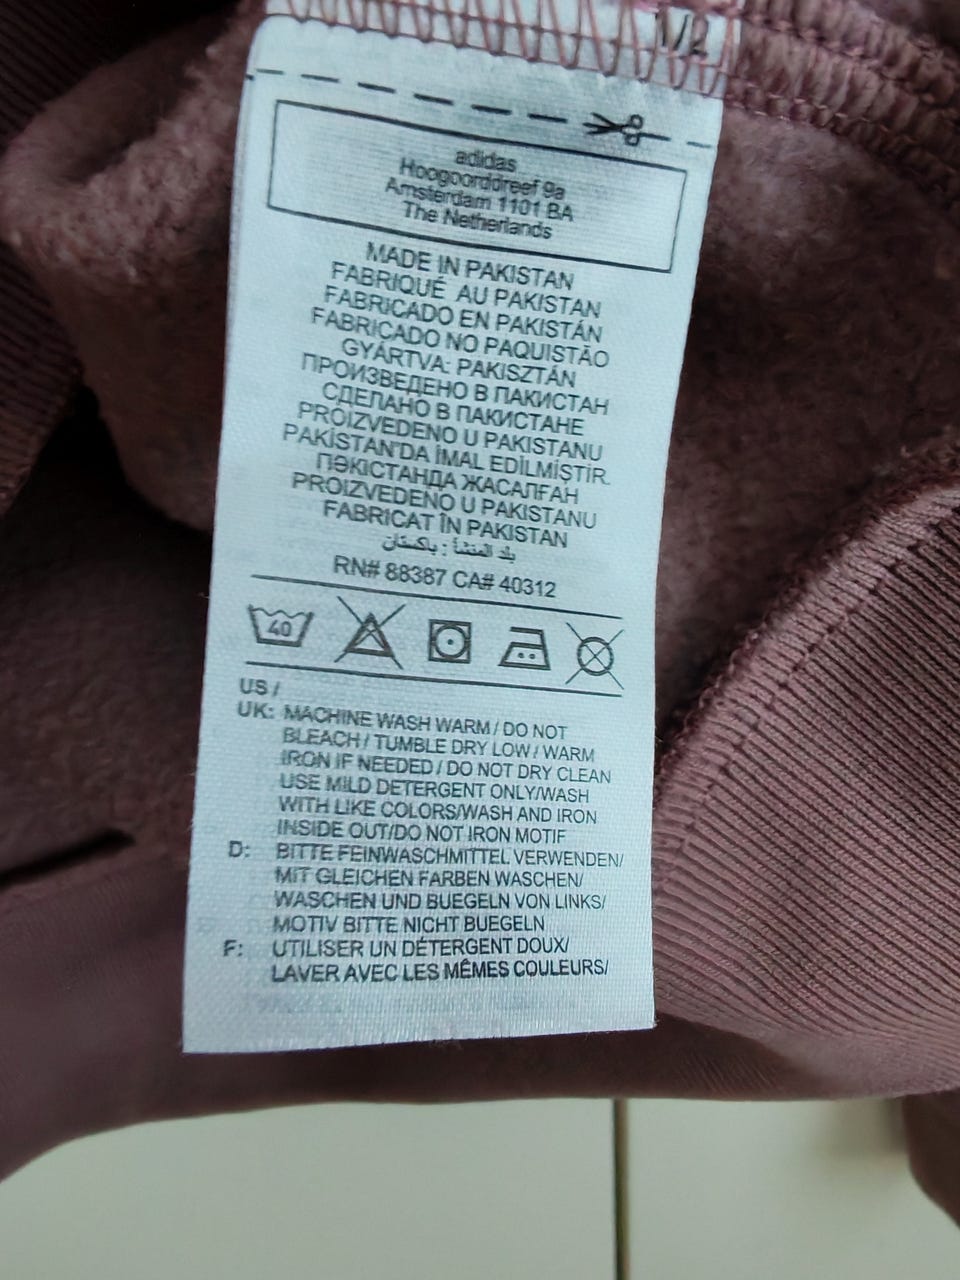 1/2
adidas
Hoogoorddreef 9a
Amsterdam 1101 BA
The Netherlands
MADE IN PAKISTAN
FABRIQUÉ AU PAKISTAN
FABRICADO EN PAKISTÁN
FABRICADO NO PAQUISTÃO
GYÁRTVA: PAKISZTÁN
ПРОИЗВЕДЕНО В ПАКИСТАН
СДЕЛАНО В ПАКИСТАНЕ
PROIZVEDENO U PAKISTANU
PAKİSTAN'DA İMAL EDİLMİŞTİR.
ПӘКІСТАНДА ЖАСАЛҒАН
PROIZVEDENO U PAKISTANU
FABRICAT ÎN PAKISTAN
بلد المنشأ : باكستان
RN# 88387 CA# 40312
40
US /
UK: MACHINE WASH WARM / DO NOT
BLEACH / TUMBLE DRY LOW / WARM
IRON IF NEEDED / DO NOT DRY CLEAN
USE MILD DETERGENT ONLY/WASH
WITH LIKE COLORS/WASH AND IRON
INSIDE OUT/DO NOT IRON MOTIF
D: BITTE FEINWASCHMITTEL VERWENDEN/
MIT GLEICHEN FARBEN WASCHEN/
WASCHEN UND BUEGELN VON LINKS/
MOTIV BITTE NICHT BUEGELN
F: UTILISER UN DÉTERGENT DOUX/
LAVER AVEC LES MÊMES COULEURS/